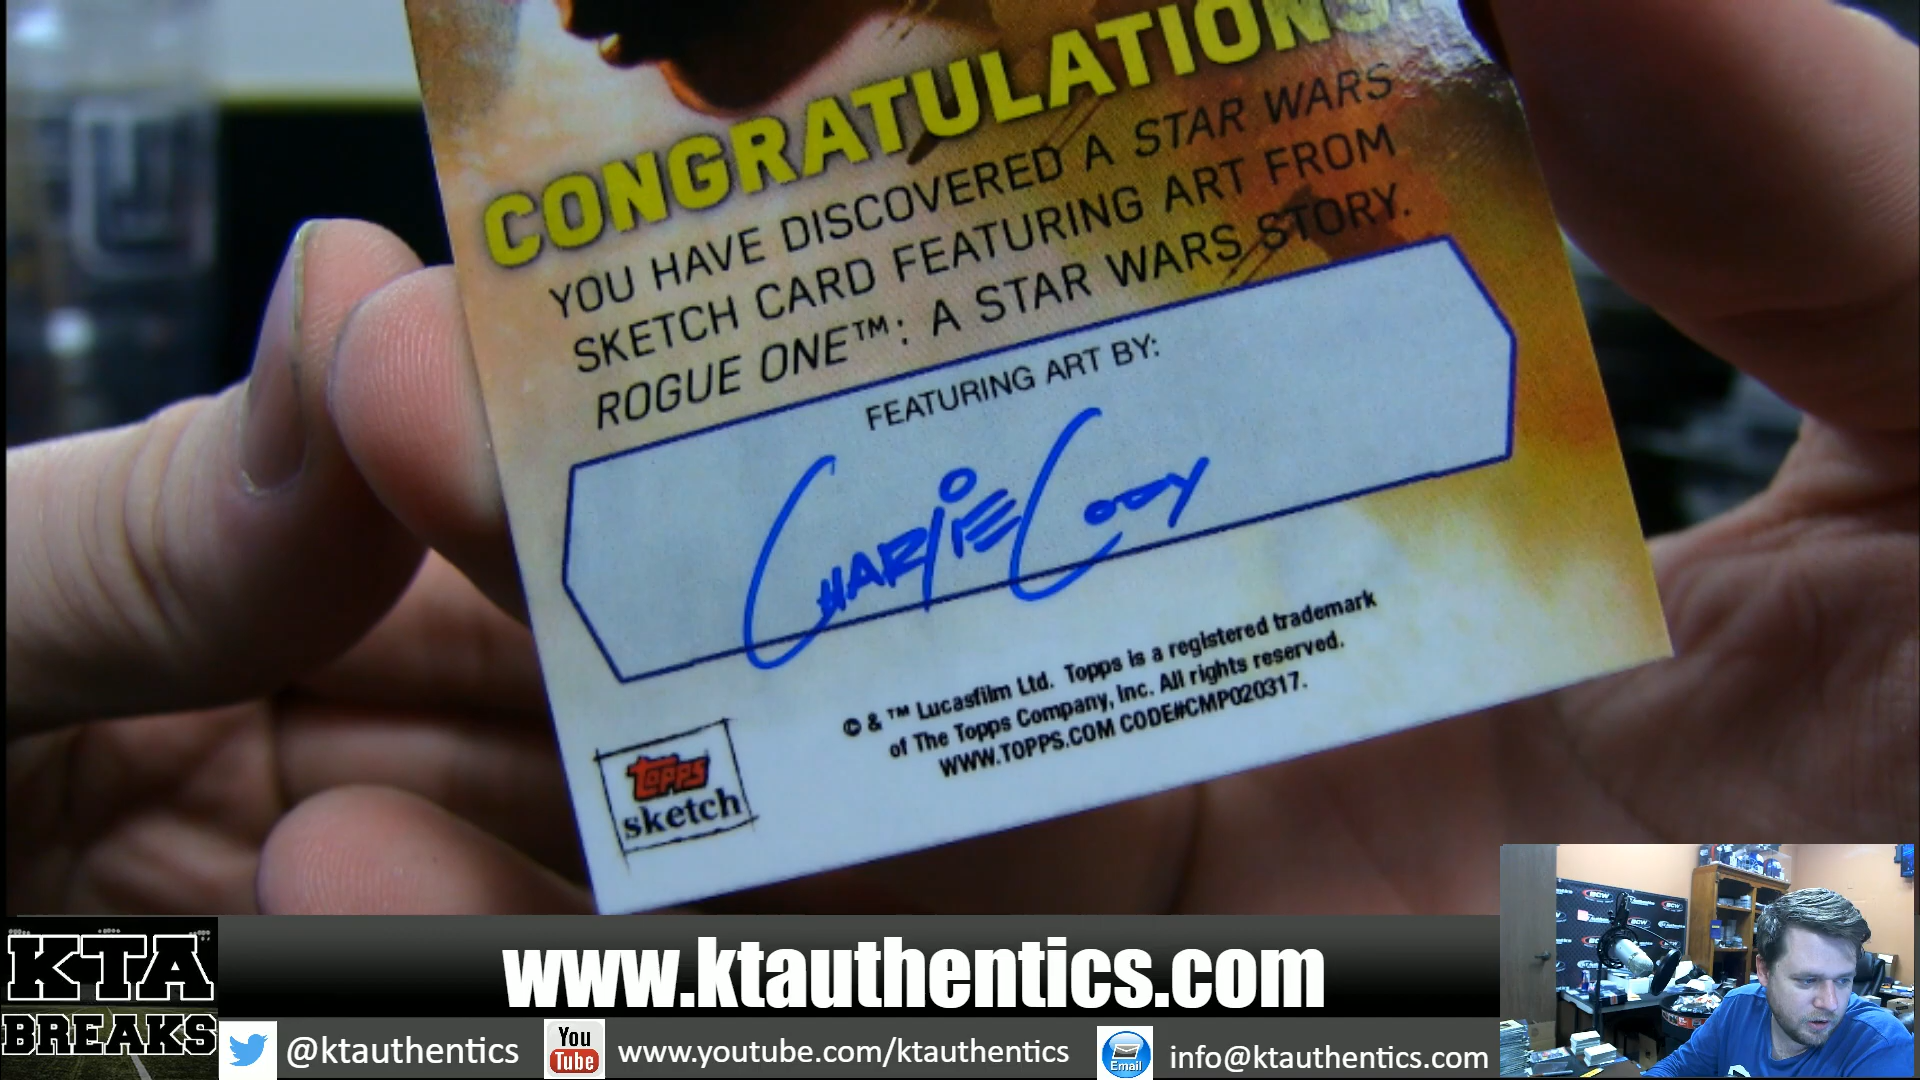 CONGRATULATIONS!
YOU HAVE DISCOVERED A STAR WARS
SKETCH CARD FEATURING ART FROM
ROGUE ONE™: A STAR WARS STORY.
FEATURING ART BY:
CHARLIE CODY
© & ™ Lucasfilm Ltd. Topps is a registered trademark
of The Topps Company, Inc. All rights reserved.
WWW.TOPPS.COM CODE#CMP020317.
topps
sketch
KTA
BREAKS
www.ktauthentics.com
@ktauthentics
You
Tube
www.youtube.com/ktauthentics
Email
info@ktauthentics.com